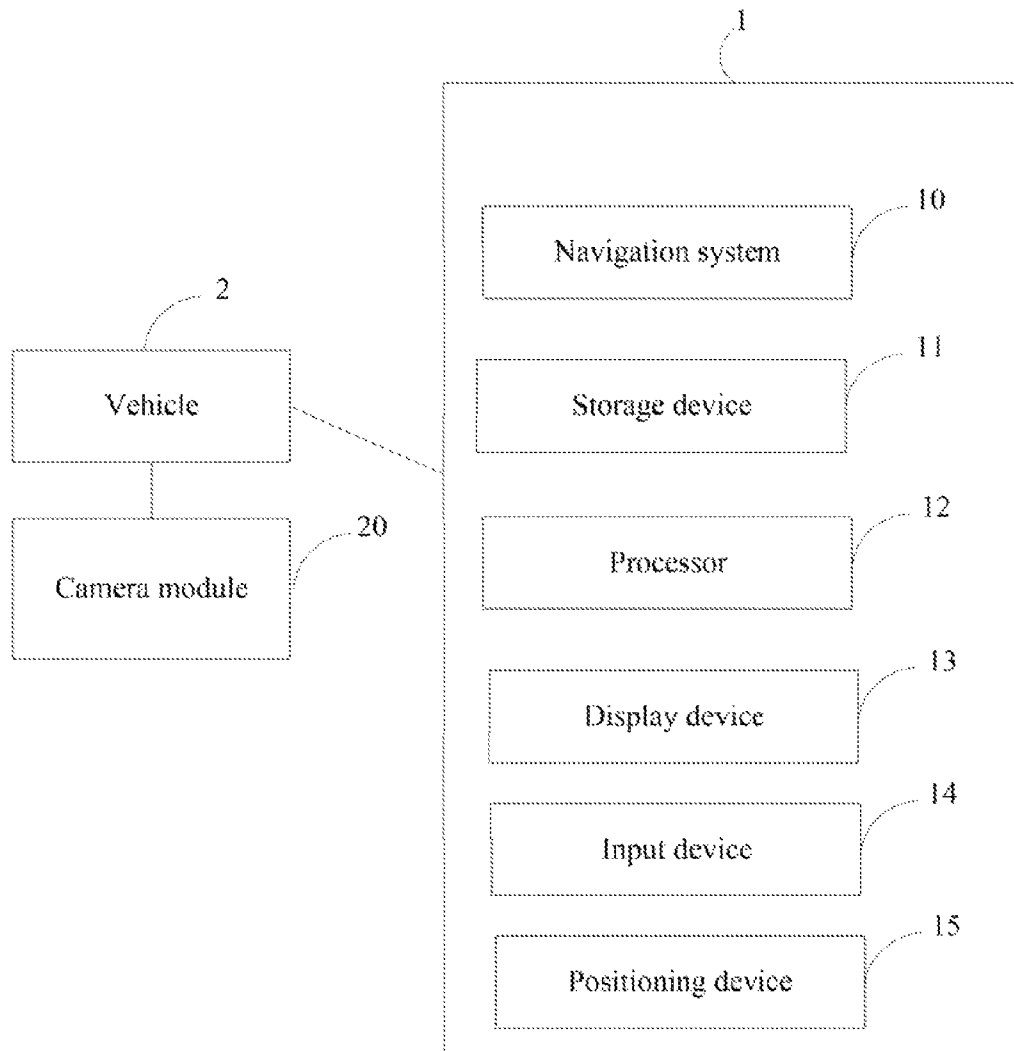 1
10
Navigation system
2
11
Vehicle
Storage device
20
12
Camera module
Processor
13
Display device
14
Input device
15
Positioning device